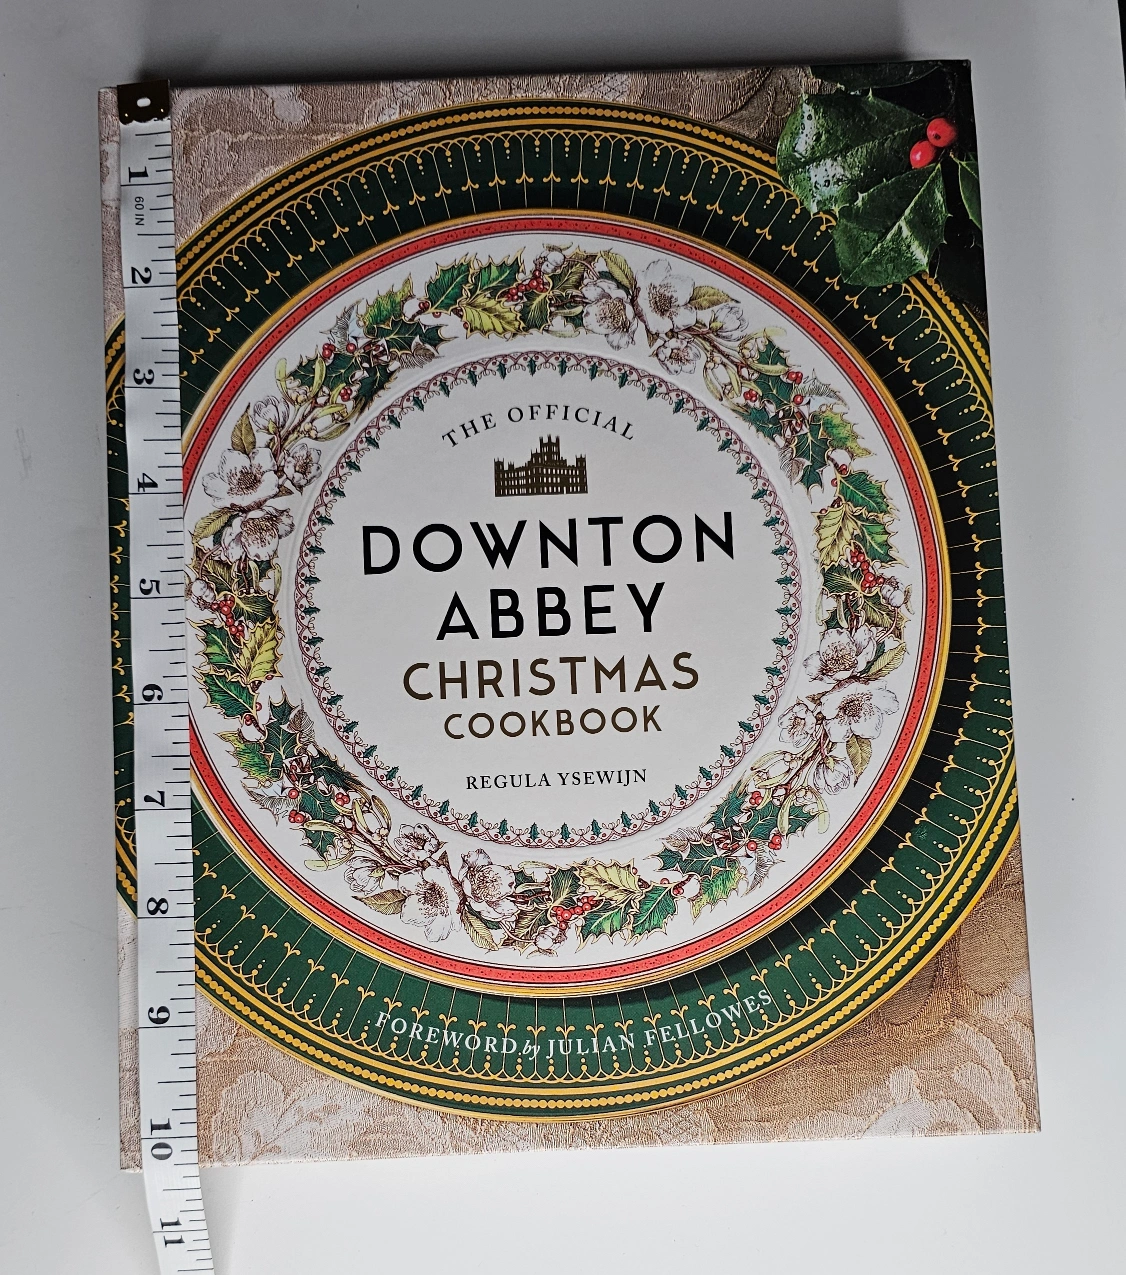 THE OFFICIAL
DOWNTON
ABBEY
CHRISTMAS
COOKBOOK
REGULA YSEWIJN
FOREWORD by JULIAN FELLOWES
1
60 IN
2
3
4
5
6
7
8
9
10
11